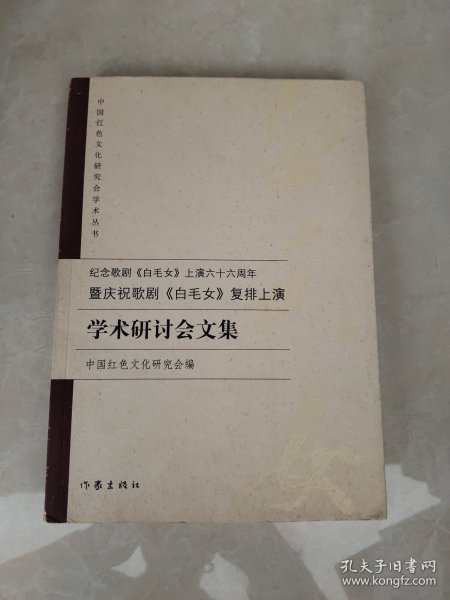 中国红色文化研究会学术丛书
纪念歌剧《白毛女》上演六十六周年
暨庆祝歌剧《白毛女》复排上演
学术研讨会文集
中国红色文化研究会编
作家出版社
孔夫子旧书网
www.kongfz.com